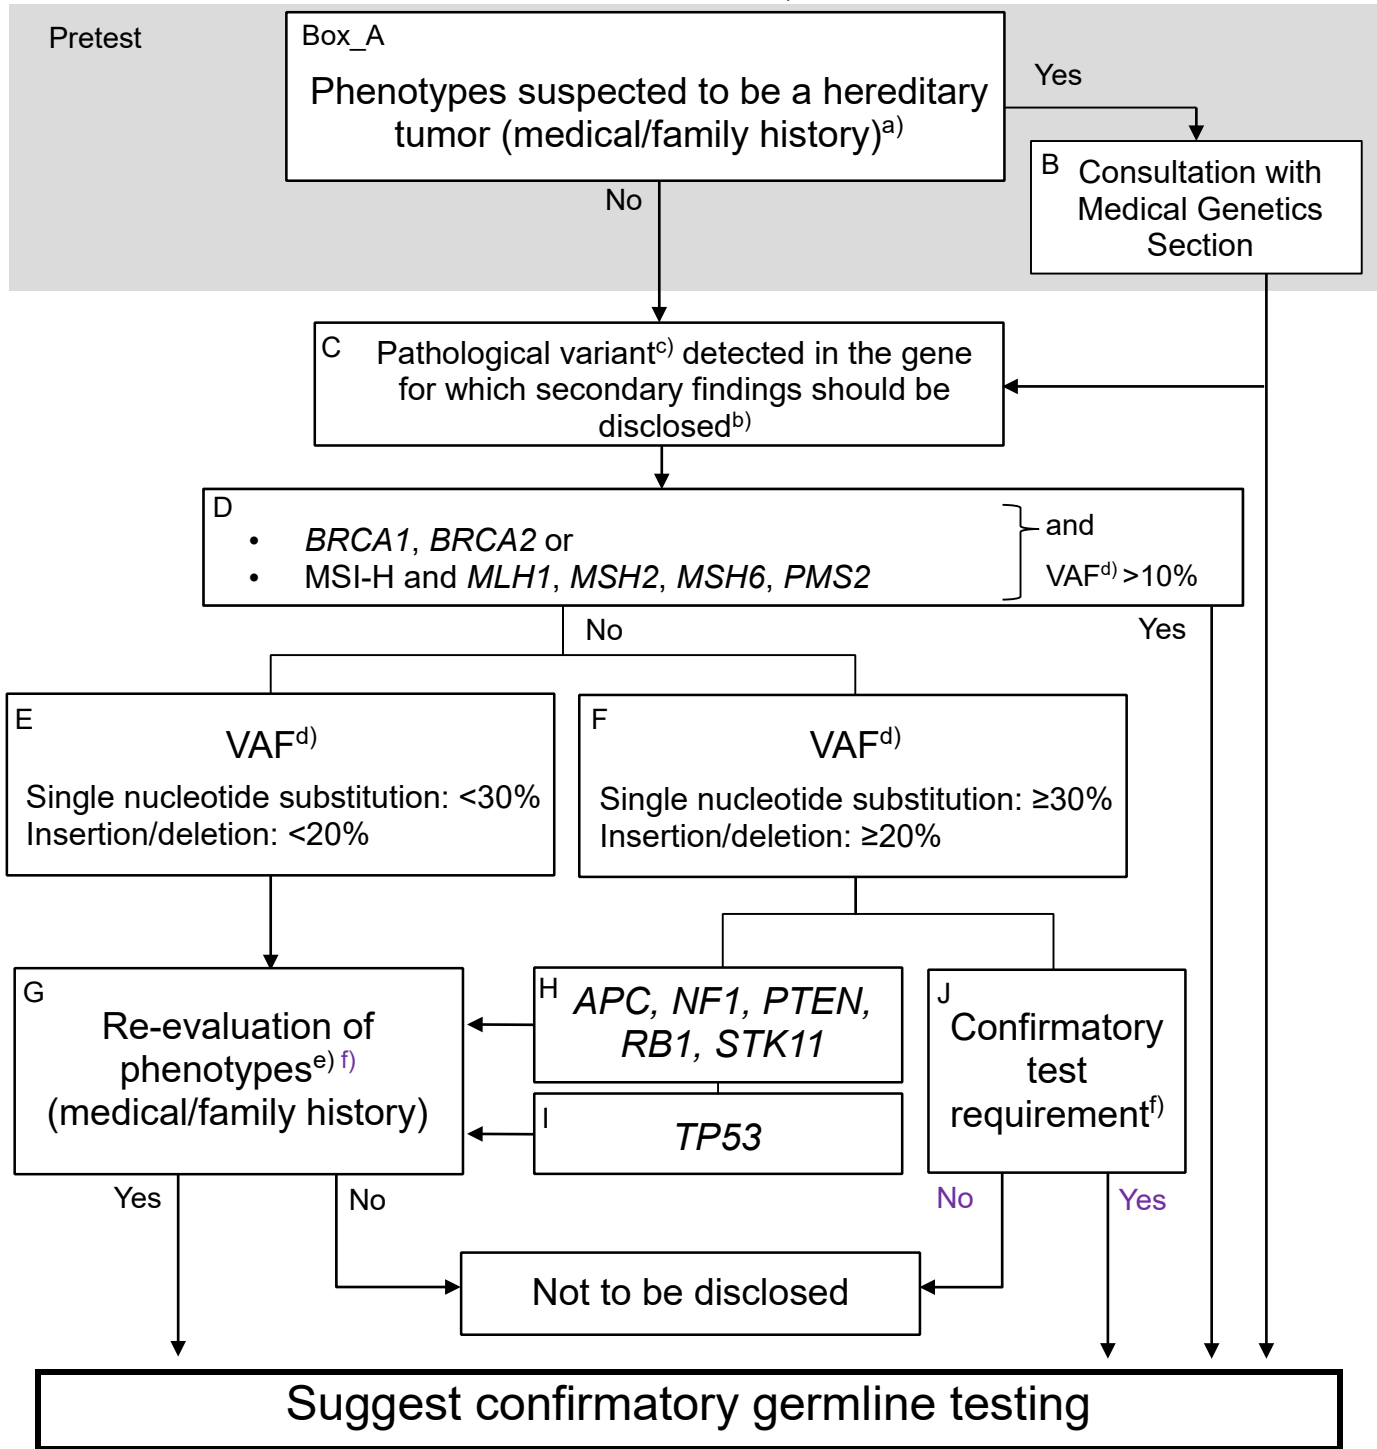 Pretest
Box_A
Phenotypes suspected to be a hereditary
tumor (medical/family history)a)
Yes
No
B
Consultation with
Medical Genetics
Section
C
Pathological variantc) detected in the gene
for which secondary findings should be
disclosedb)
D
• BRCA1, BRCA2 or
• MSI-H and MLH1, MSH2, MSH6, PMS2
and
VAFd) >10%
No
Yes
E
VAFd)
Single nucleotide substitution: <30%
Insertion/deletion: <20%
F
VAFd)
Single nucleotide substitution: ≥30%
Insertion/deletion: ≥20%
G
Re-evaluation of
phenotypese) f)
(medical/family history)
H
APC, NF1, PTEN,
RB1, STK11
I
TP53
J
Confirmatory
test
requirementf)
Yes
No
No
Yes
Not to be disclosed
Suggest confirmatory germline testing